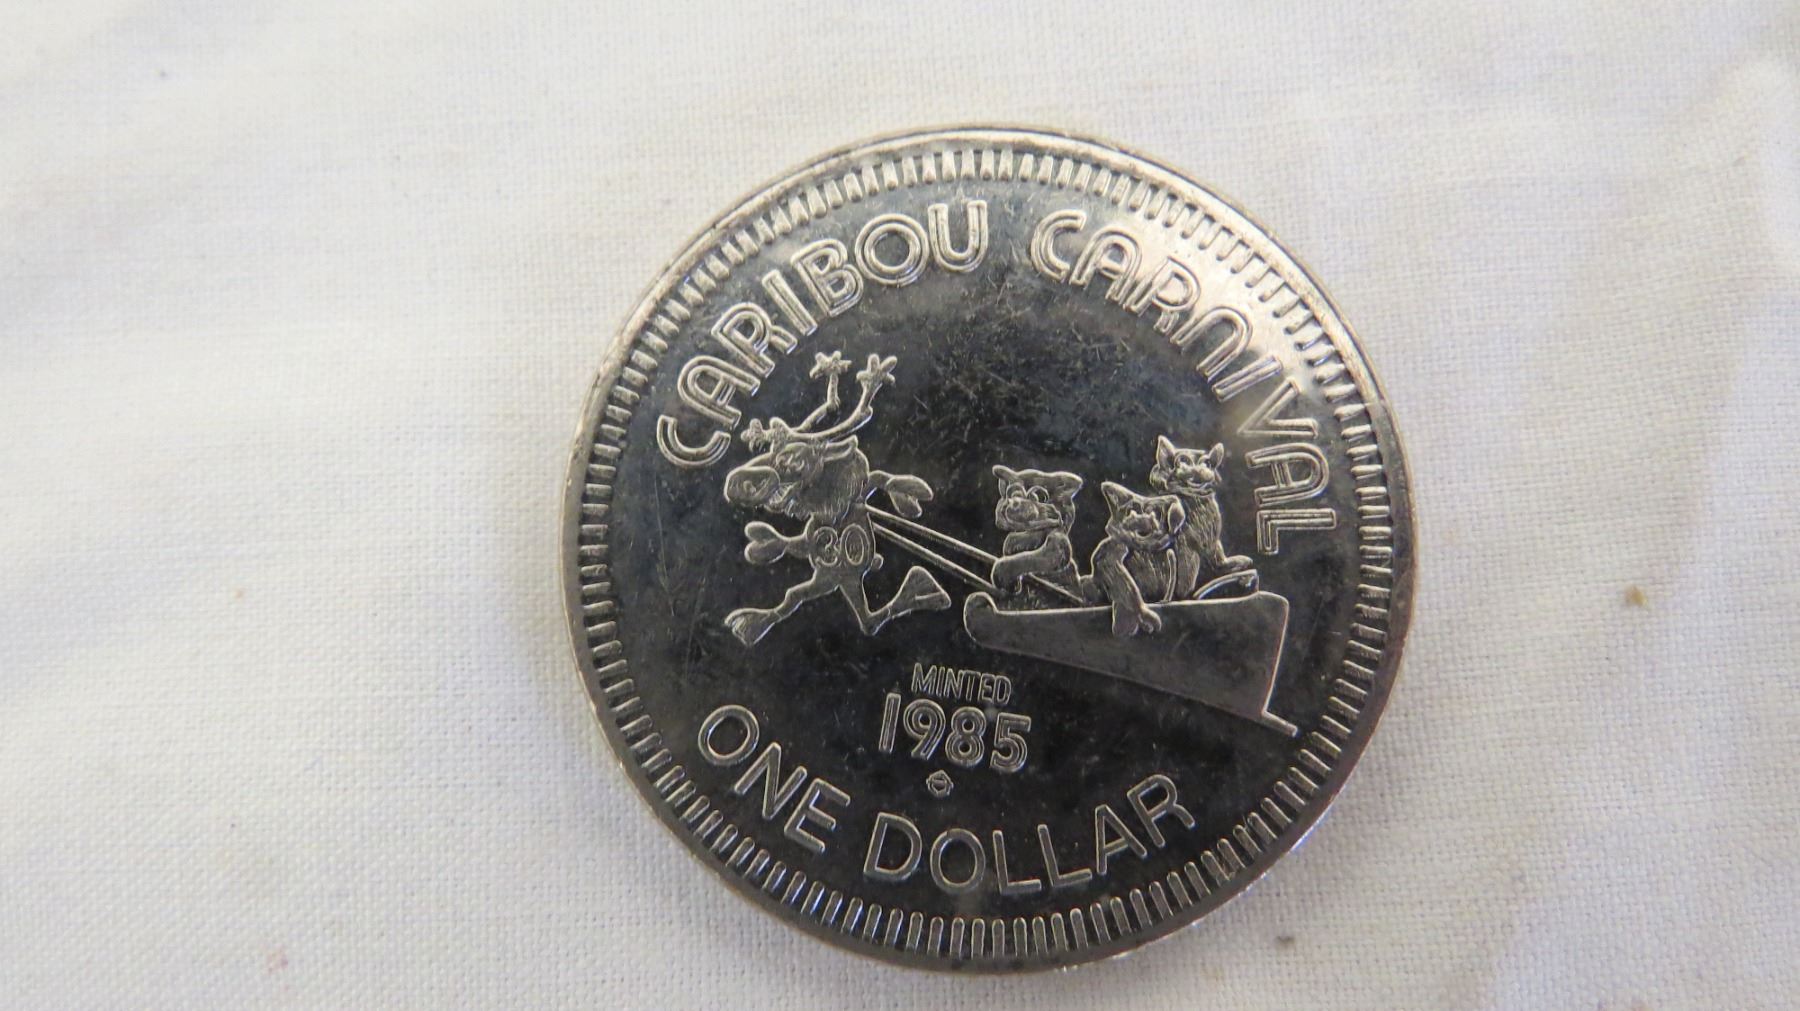 CARIBOU CARNIVAL
30
MINTED
1985
ONE DOLLAR